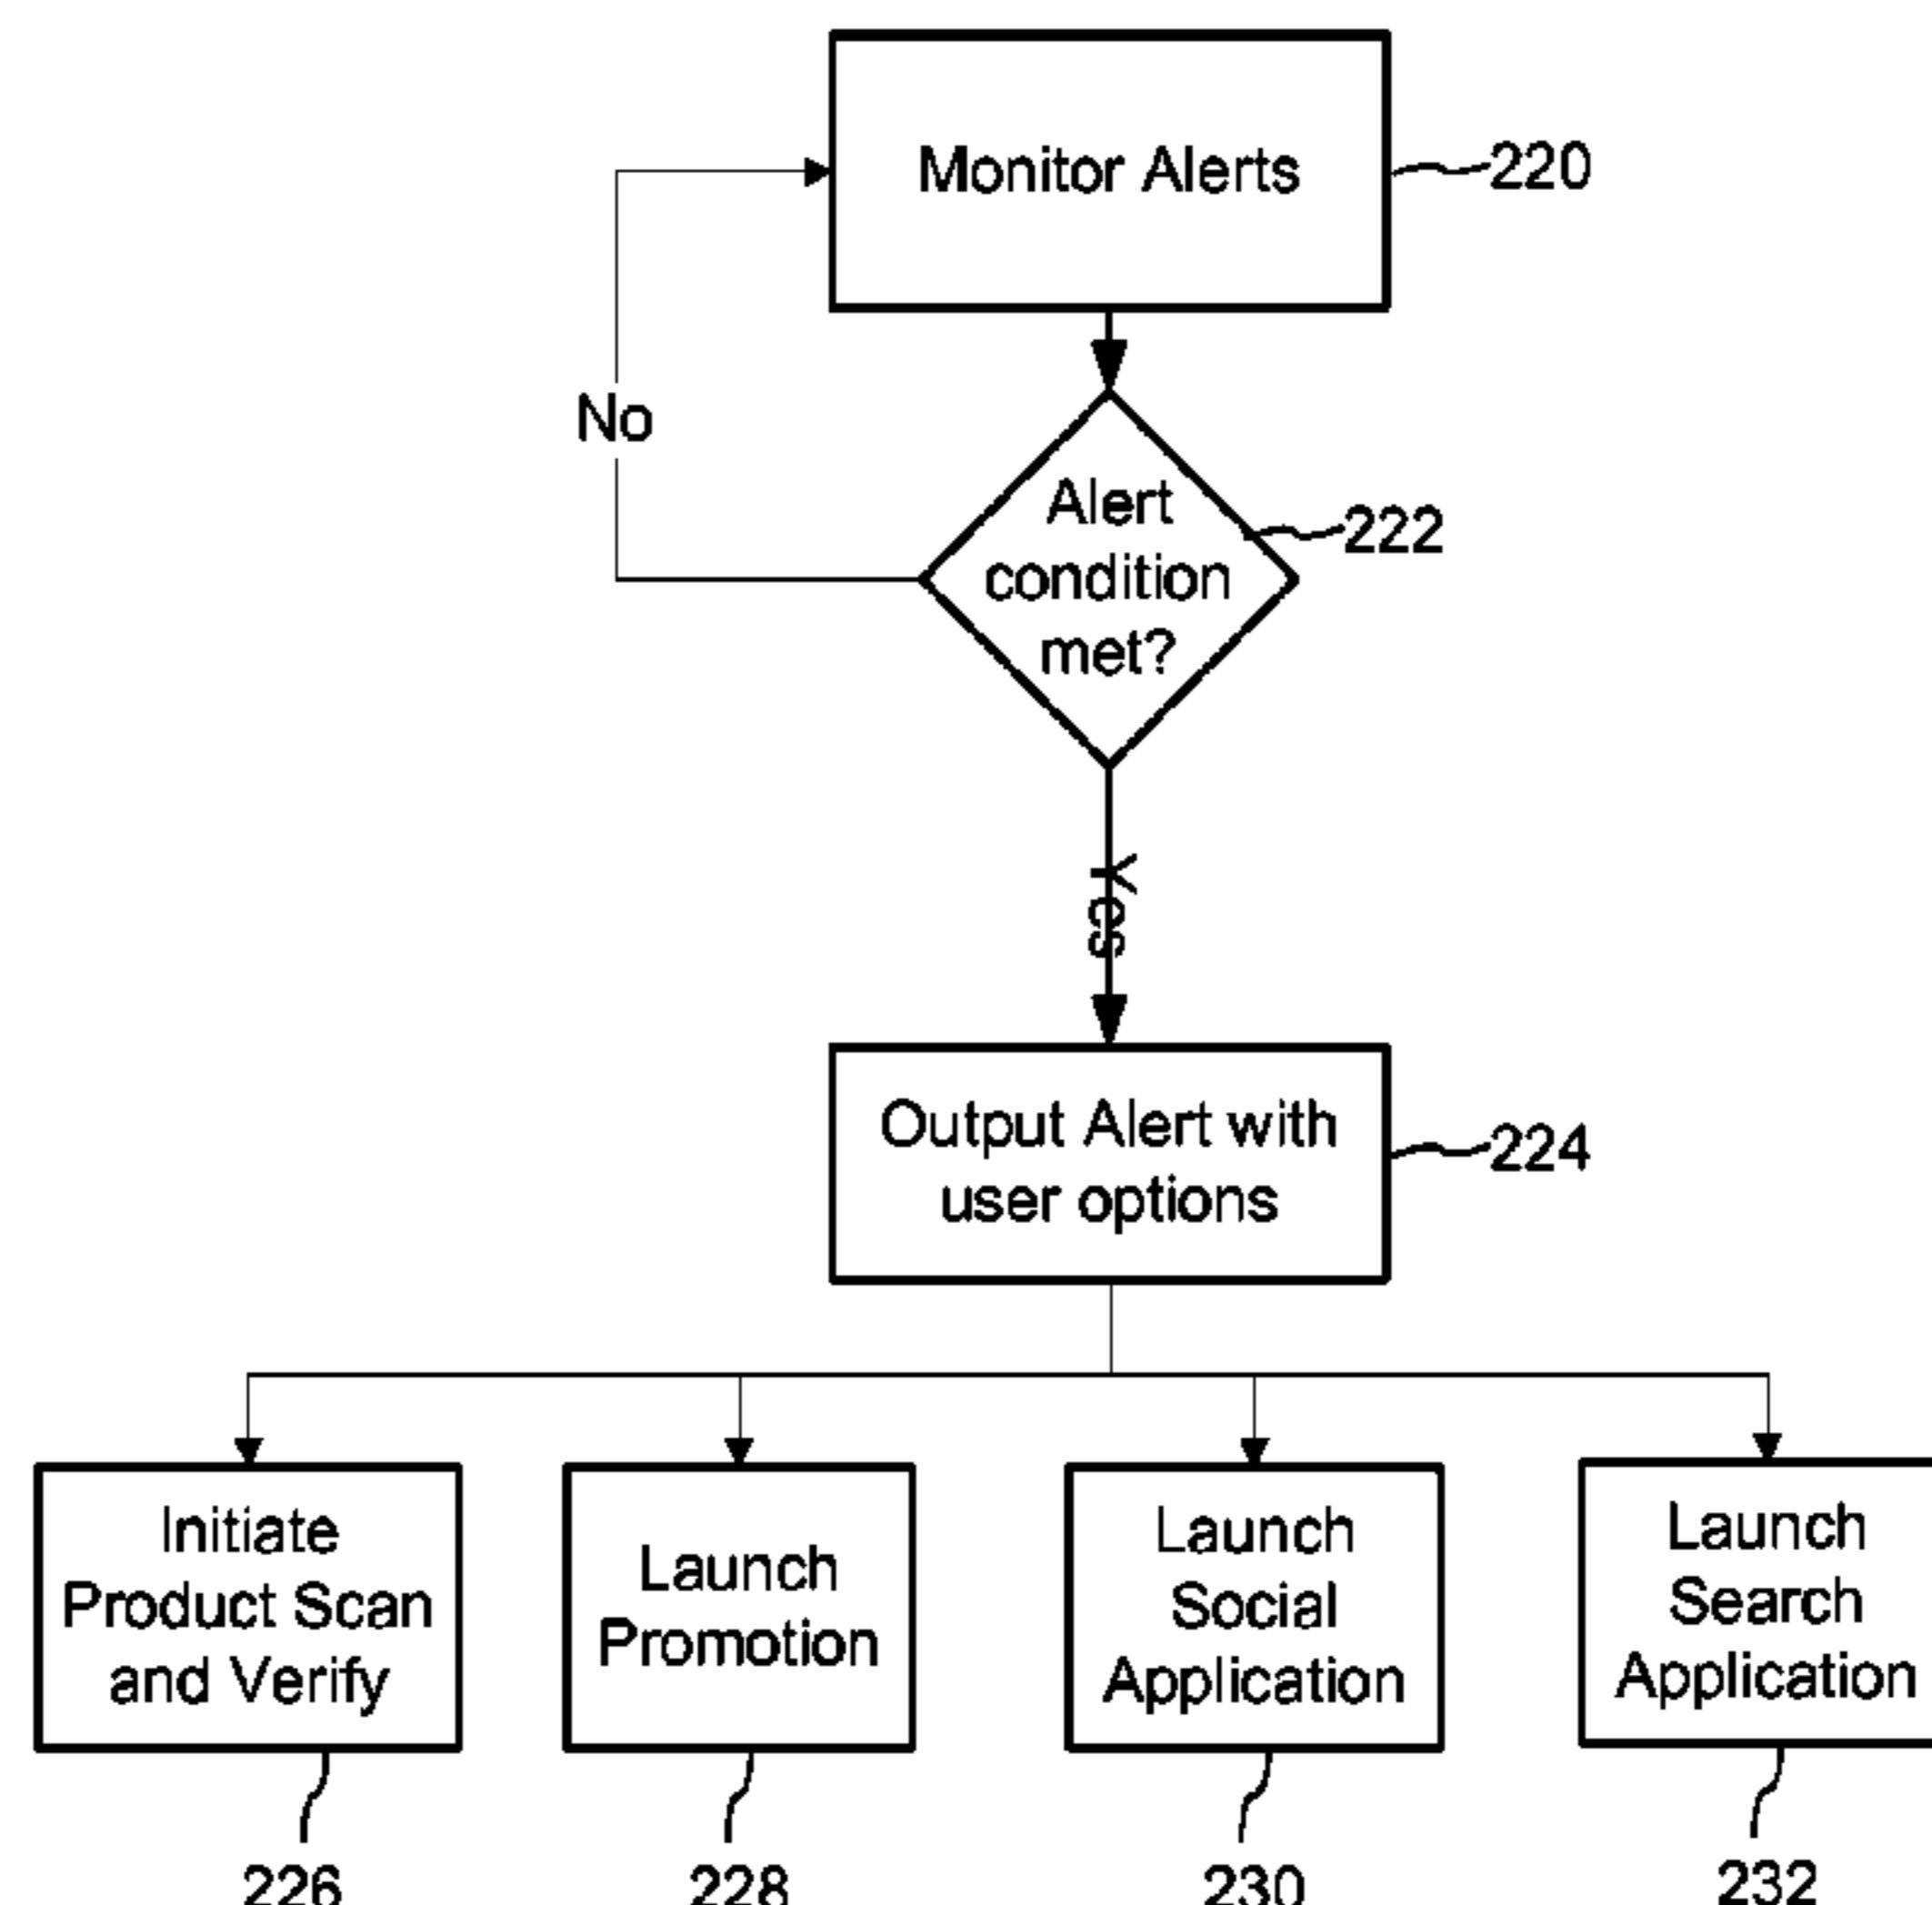 Monitor Alerts
220
No
Alert
condition
met?
222
Yes
Output Alert with
user options
224
Initiate
Product Scan
and Verify
Launch
Promotion
Launch
Social
Application
Launch
Search
Application
226
228
230
232